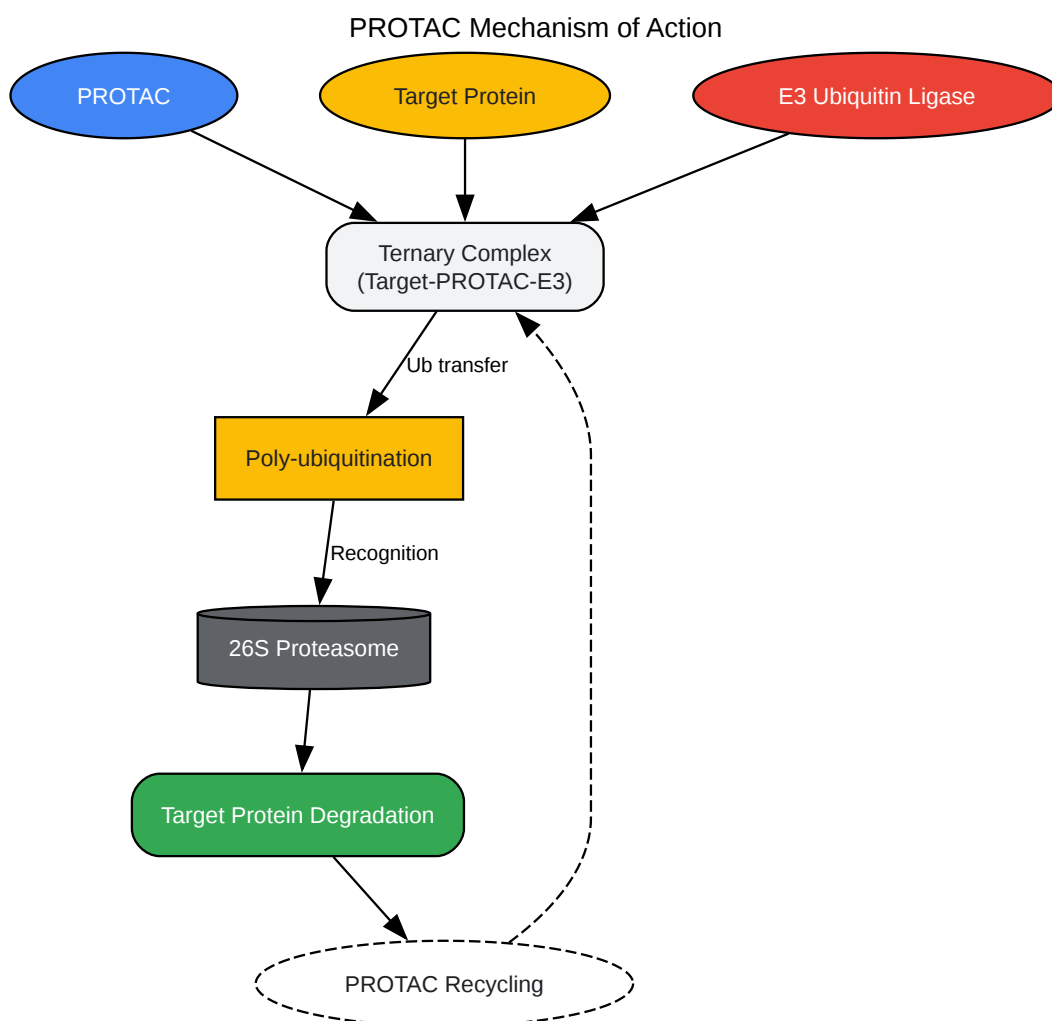 PROTAC Mechanism of Action
PROTAC
Target Protein
E3 Ubiquitin Ligase
Ternary Complex
(Target-PROTAC-E3)
Ub transfer
Poly-ubiquitination
Recognition
26S Proteasome
Target Protein Degradation
PROTAC Recycling